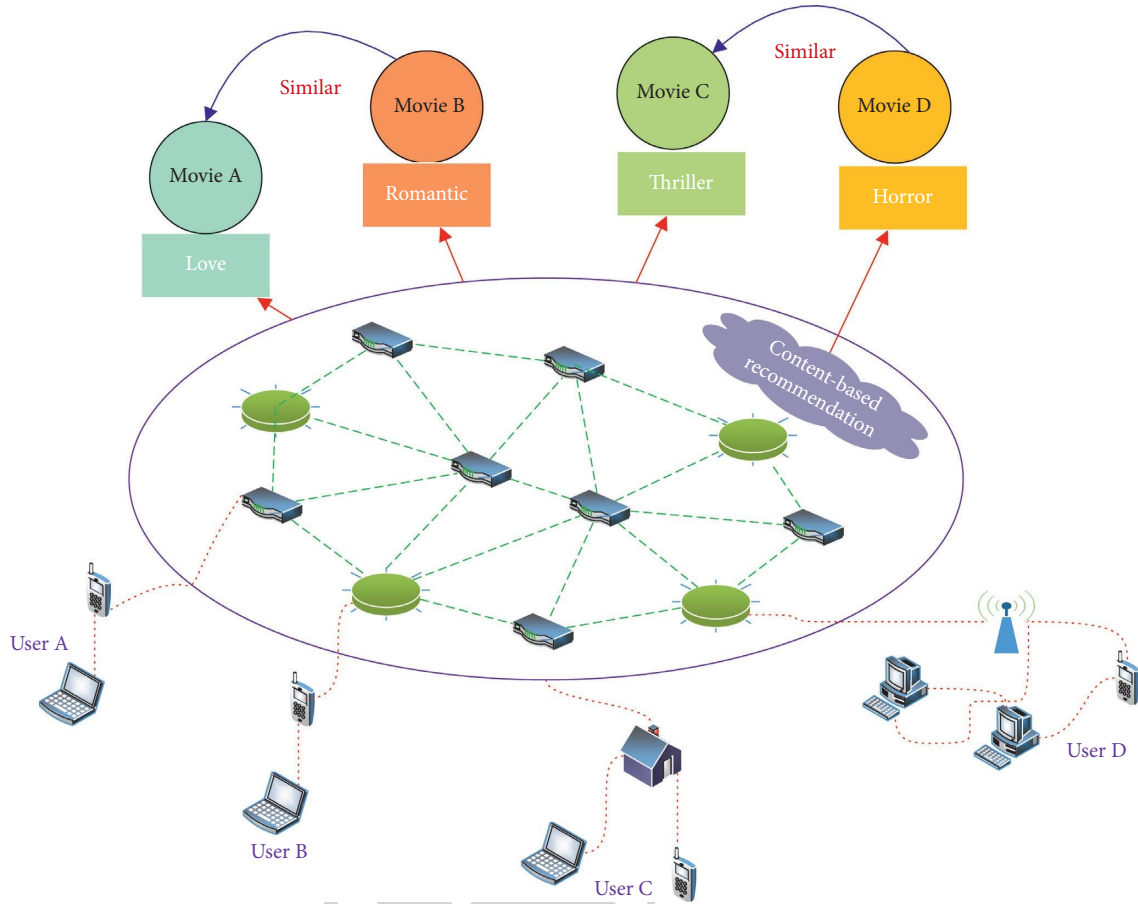 Similar
Similar
Movie B
Movie C
Movie D
Movie A
Romantic
Thriller
Horror
Love
Content-based
recommendation
User A
User D
User B
User C